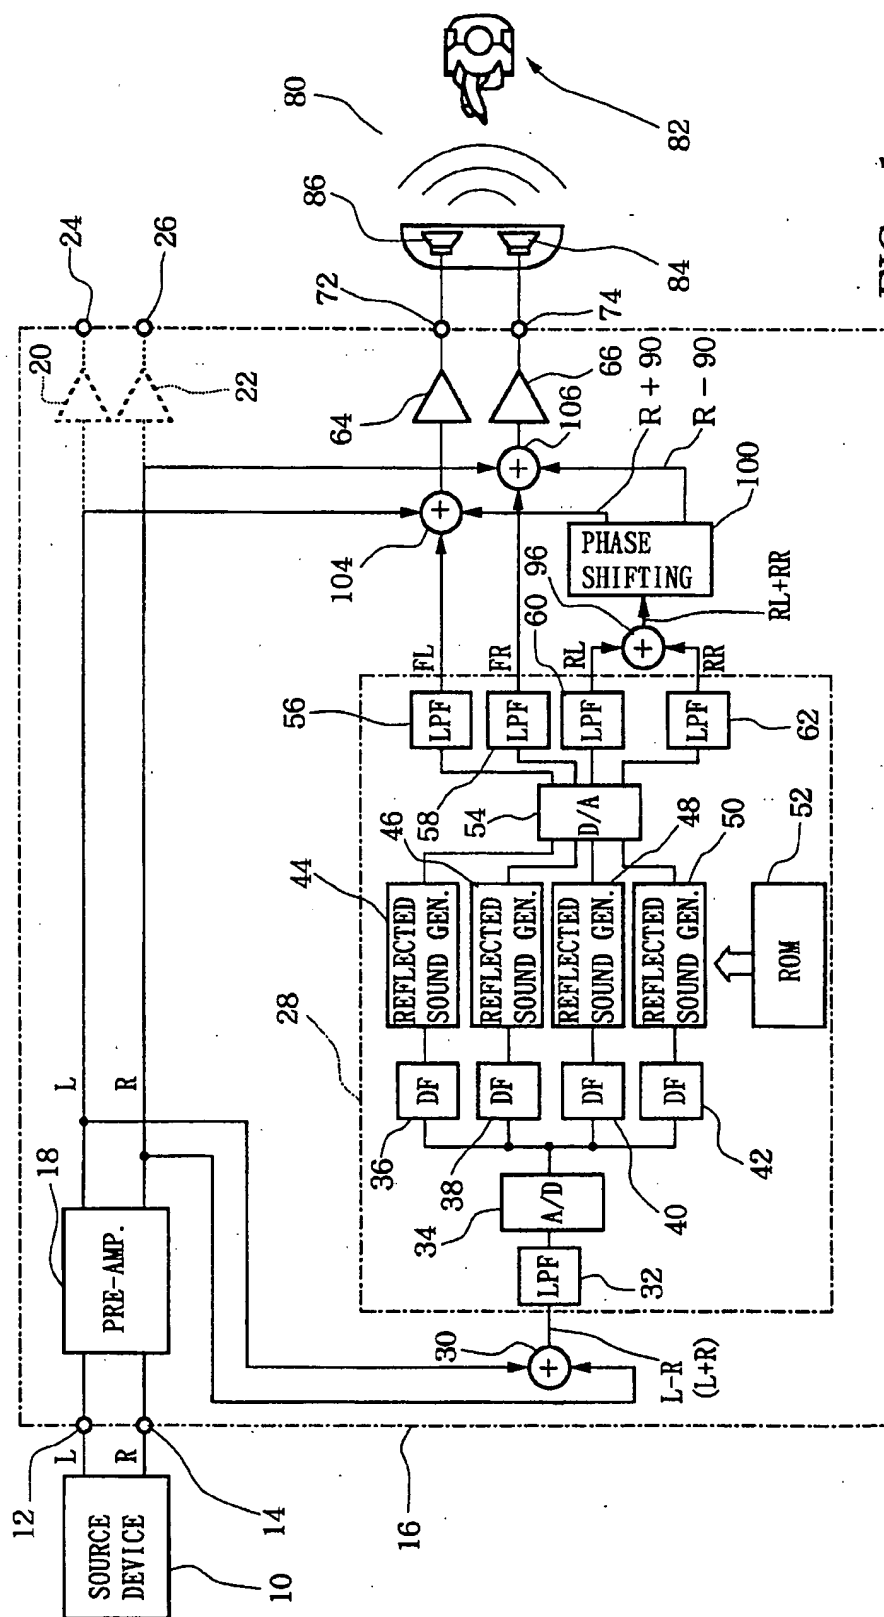 SOURCE
DEVICE
10
L
R
12
14
16
PRE-AMP.
18
L
R
20
22
24
26
28
30
L-R
(L+R)
LPF
32
A/D
34
DF
36
DF
38
DF
40
DF
42
REFLECTED
SOUND GEN.
44
REFLECTED
SOUND GEN.
46
REFLECTED
SOUND GEN.
48
REFLECTED
SOUND GEN.
50
ROM
52
D/A
54
LPF
56
LPF
58
LPF
60
LPF
62
FL
FR
RL
RR
96
RL+RR
PHASE
SHIFTING
100
R+90
R-90
104
106
64
66
72
74
86
84
80
82